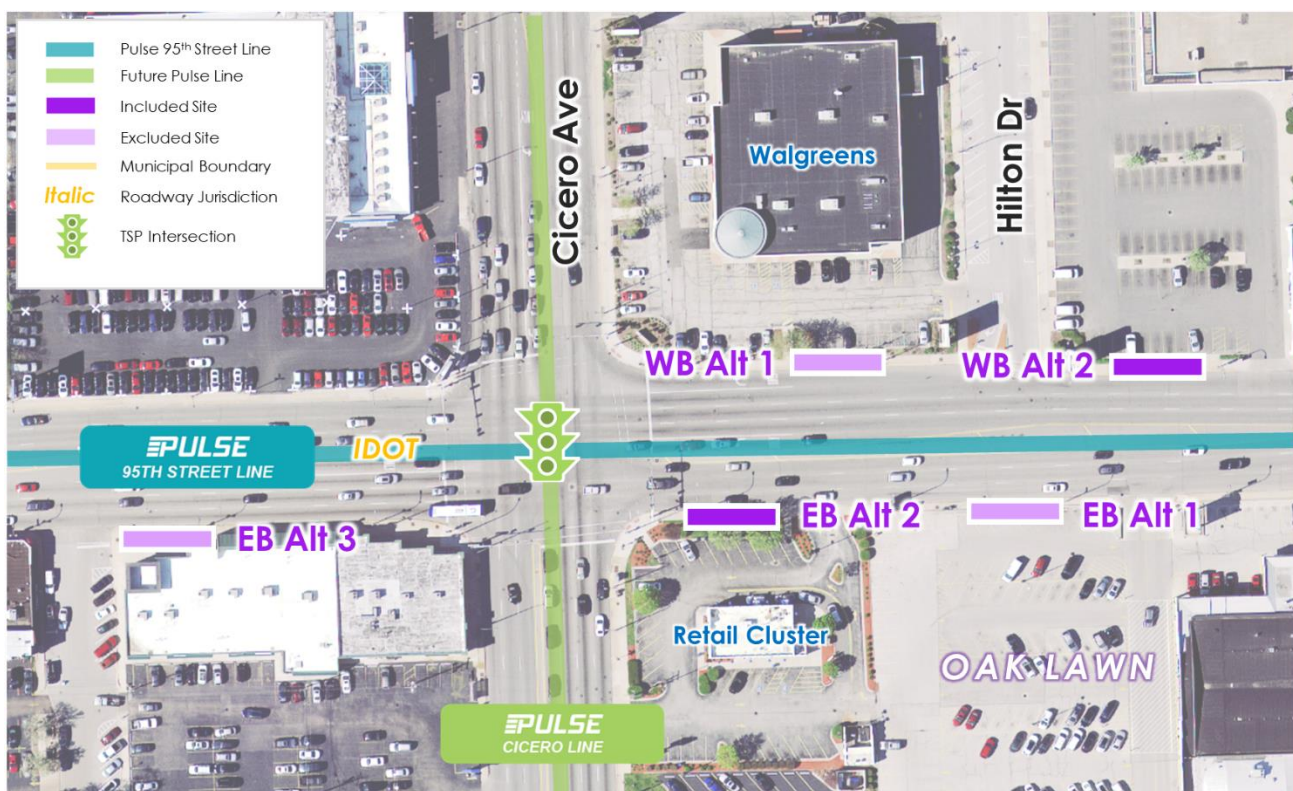 Pulse 95th Street Line
Future Pulse Line
Included Site
Excluded Site
Municipal Boundary
Italic Roadway Jurisdiction
TSP Intersection
Cicero Ave
Walgreens
Hilton Dr
WB Alt 1
WB Alt 2
PULSE
95TH STREET LINE
IDOT
EB Alt 3
EB Alt 2
EB Alt 1
Retail Cluster
OAK LAWN
PULSE
CICERO LINE